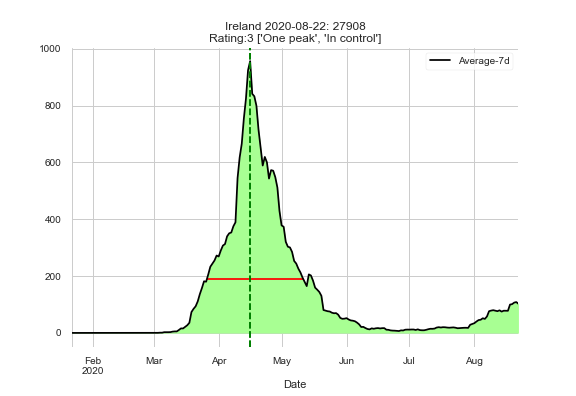 Ireland 2020-08-22: 27908
Rating:3 ['One peak', 'In control']
Average-7d
1000
800
600
400
200
0
Feb
2020
Mar
Apr
May
Jun
Jul
Aug
Date